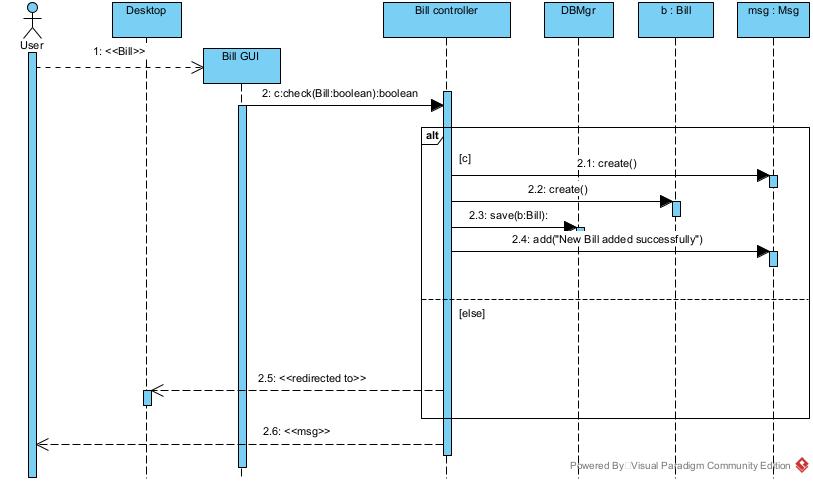 Desktop
Bill controller
DBMgr
b : Bill
msg : Msg
User
1: <<Bill>>
Bill GUI
2: c:check(Bill:boolean):boolean
alt
[c]
2.1: create()
2.2: create()
2.3: save(b:Bill):
2.4: add("New Bill added successfully")
[else]
2.5: <<redirected to>>
2.6: <<msg>>
Powered By Visual Paradigm Community Edition